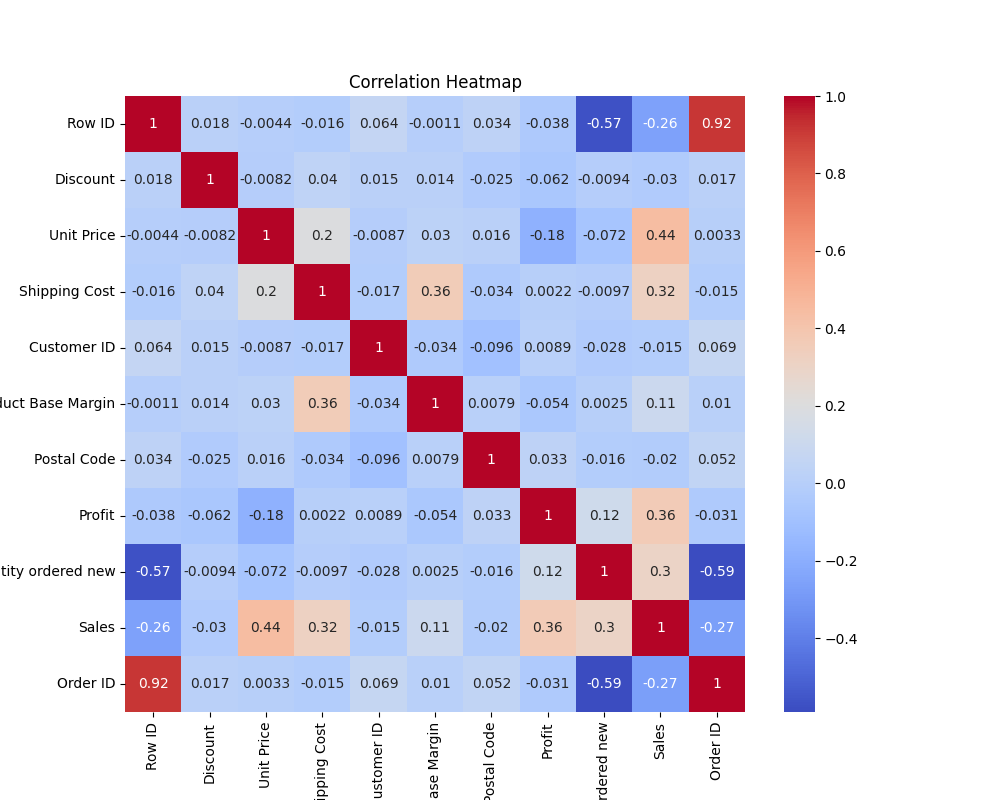 Correlation Heatmap
Row ID 1 0.018 -0.0044 -0.016 0.064 -0.0011 0.034 -0.038 -0.57 -0.26 0.92
Discount 0.018 1 -0.0082 0.04 0.015 0.014 -0.025 -0.062 -0.0094 -0.03 0.017
Unit Price -0.0044 -0.0082 1 0.2 -0.0087 0.03 0.016 -0.18 -0.072 0.44 0.0033
Shipping Cost -0.016 0.04 0.2 1 -0.017 0.36 -0.034 0.0022 -0.0097 0.32 -0.015
Customer ID 0.064 0.015 -0.0087 -0.017 1 -0.034 -0.096 0.0089 -0.028 -0.015 0.069
duct Base Margin -0.0011 0.014 0.03 0.36 -0.034 1 0.0079 -0.054 0.0025 0.11 0.01
Postal Code 0.034 -0.025 0.016 -0.034 -0.096 0.0079 1 0.033 -0.016 -0.02 0.052
Profit -0.038 -0.062 -0.18 0.0022 0.0089 -0.054 0.033 1 0.12 0.36 -0.031
tity ordered new -0.57 -0.0094 -0.072 -0.0097 -0.028 0.0025 -0.016 0.12 1 0.3 -0.59
Sales -0.26 -0.03 0.44 0.32 -0.015 0.11 -0.02 0.36 0.3 1 -0.27
Order ID 0.92 0.017 0.0033 -0.015 0.069 0.01 0.052 -0.031 -0.59 -0.27 1
Row ID
Discount
Unit Price
ipping Cost
ustomer ID
ase Margin
Postal Code
Profit
rdered new
Sales
Order ID
1.0
0.8
0.6
0.4
0.2
0.0
−0.2
−0.4